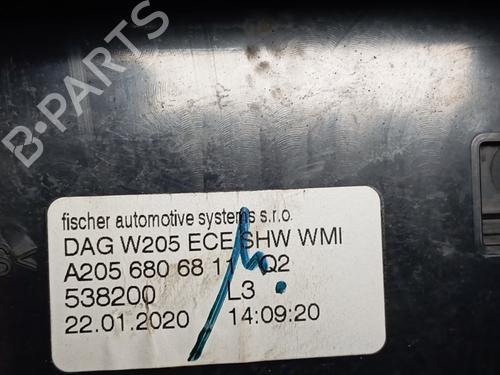 B-PARTS
fischer automotive systems s.r.o.
DAG W205 ECE SHW WMI
A205 680 68 11 Q2
538200 L3
22.01.2020 14:09:20